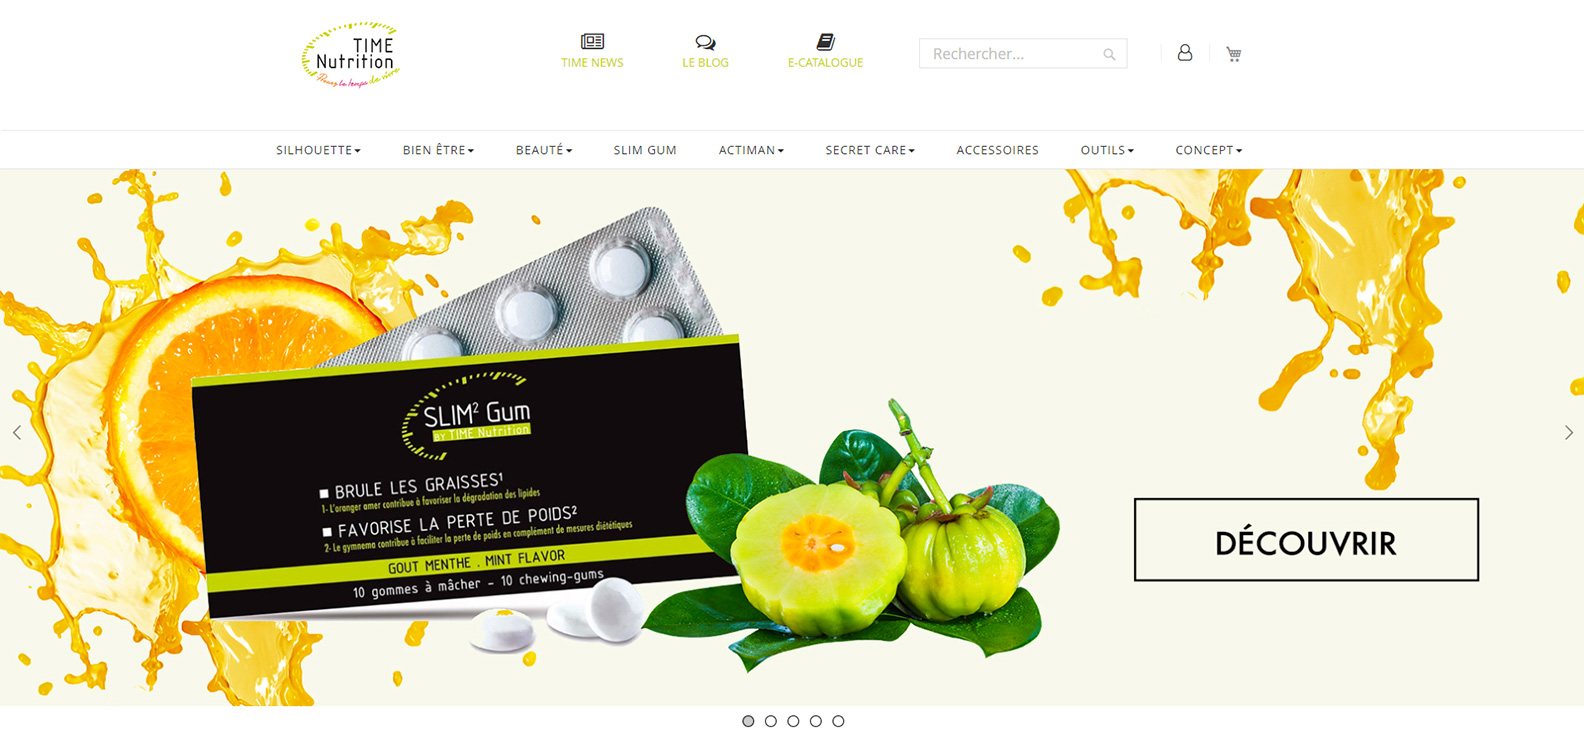 TIME
Nutrition
Prenez le temps de vivre
TIME NEWS
LE BLOG
E-CATALOGUE
Rechercher...
SILHOUETTE
BIEN ÊTRE
BEAUTÉ
SLIM GUM
ACTIMAN
SECRET CARE
ACCESSOIRES
OUTILS
CONCEPT
SLIM² Gum
BY TIME Nutrition
BRULE LES GRAISSES¹
1- L'oranger amer contribue à favoriser la dégradation des lipides
FAVORISE LA PERTE DE POIDS²
2- Le gymnema contribue à faciliter la perte de poids en complément de mesures diététiques
GOUT MENTHE . MINT FLAVOR
10 gommes à mâcher - 10 chewing-gums
DÉCOUVRIR